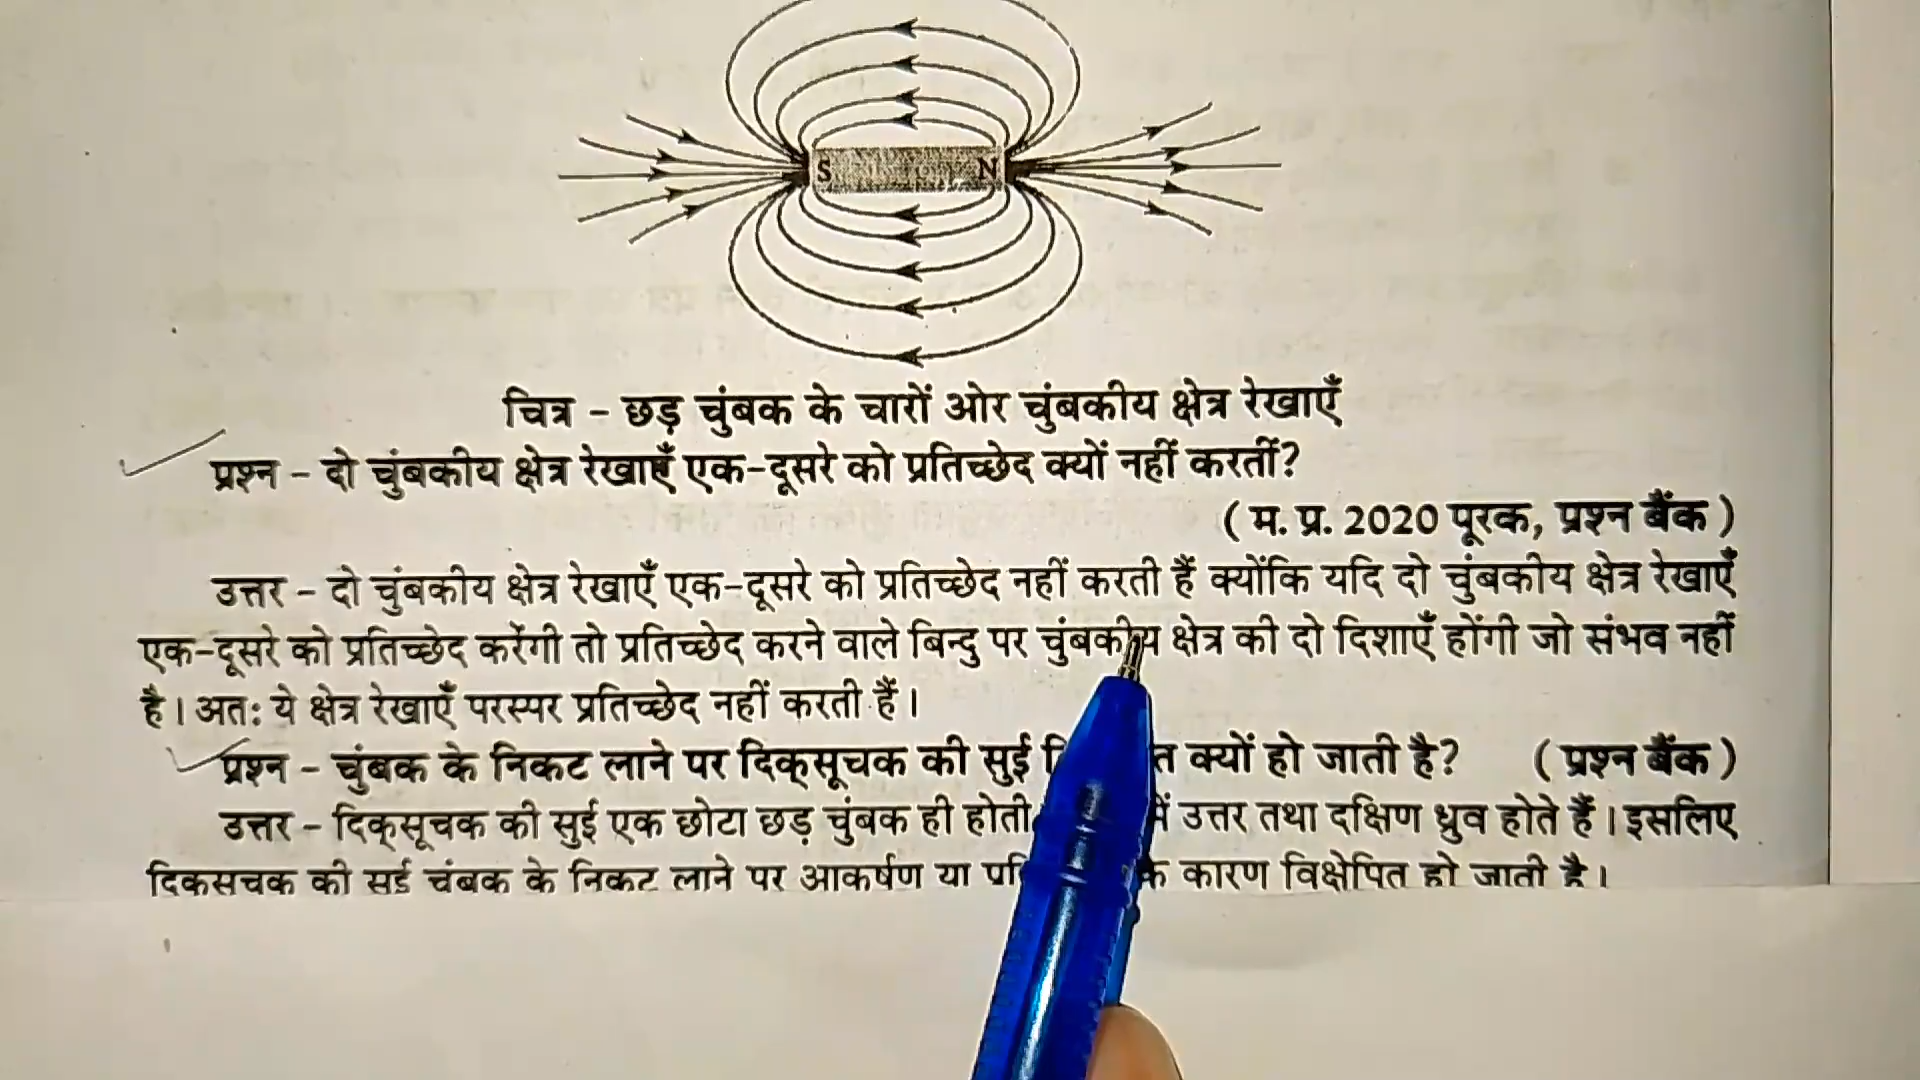 S N
चित्र - छड़ चुंबक के चारों ओर चुंबकीय क्षेत्र रेखाएँ
प्रश्न - दो चुंबकीय क्षेत्र रेखाएँ एक-दूसरे को प्रतिच्छेद क्यों नहीं करतीं?
( म. प्र. 2020 पूरक, प्रश्न बैंक )
उत्तर - दो चुंबकीय क्षेत्र रेखाएँ एक-दूसरे को प्रतिच्छेद नहीं करती हैं क्योंकि यदि दो चुंबकीय क्षेत्र रेखाएँ
एक-दूसरे को प्रतिच्छेद करेंगी तो प्रतिच्छेद करने वाले बिन्दु पर चुंबकीय क्षेत्र की दो दिशाएँ होंगी जो संभव नहीं
है। अतः ये क्षेत्र रेखाएँ परस्पर प्रतिच्छेद नहीं करती हैं।
प्रश्न - चुंबक के निकट लाने पर दिक्सूचक की सुई क्यों हो जाती है? ( प्रश्न बैंक )
उत्तर - दिक्सूचक की सुई एक छोटा छड़ चुंबक ही होती उत्तर तथा दक्षिण ध्रुव होते हैं। इसलिए
दिकसचक की सर्ड चंबक के निकट लाने पर आकर्षण या के कारण विक्षेपित हो जाती है।